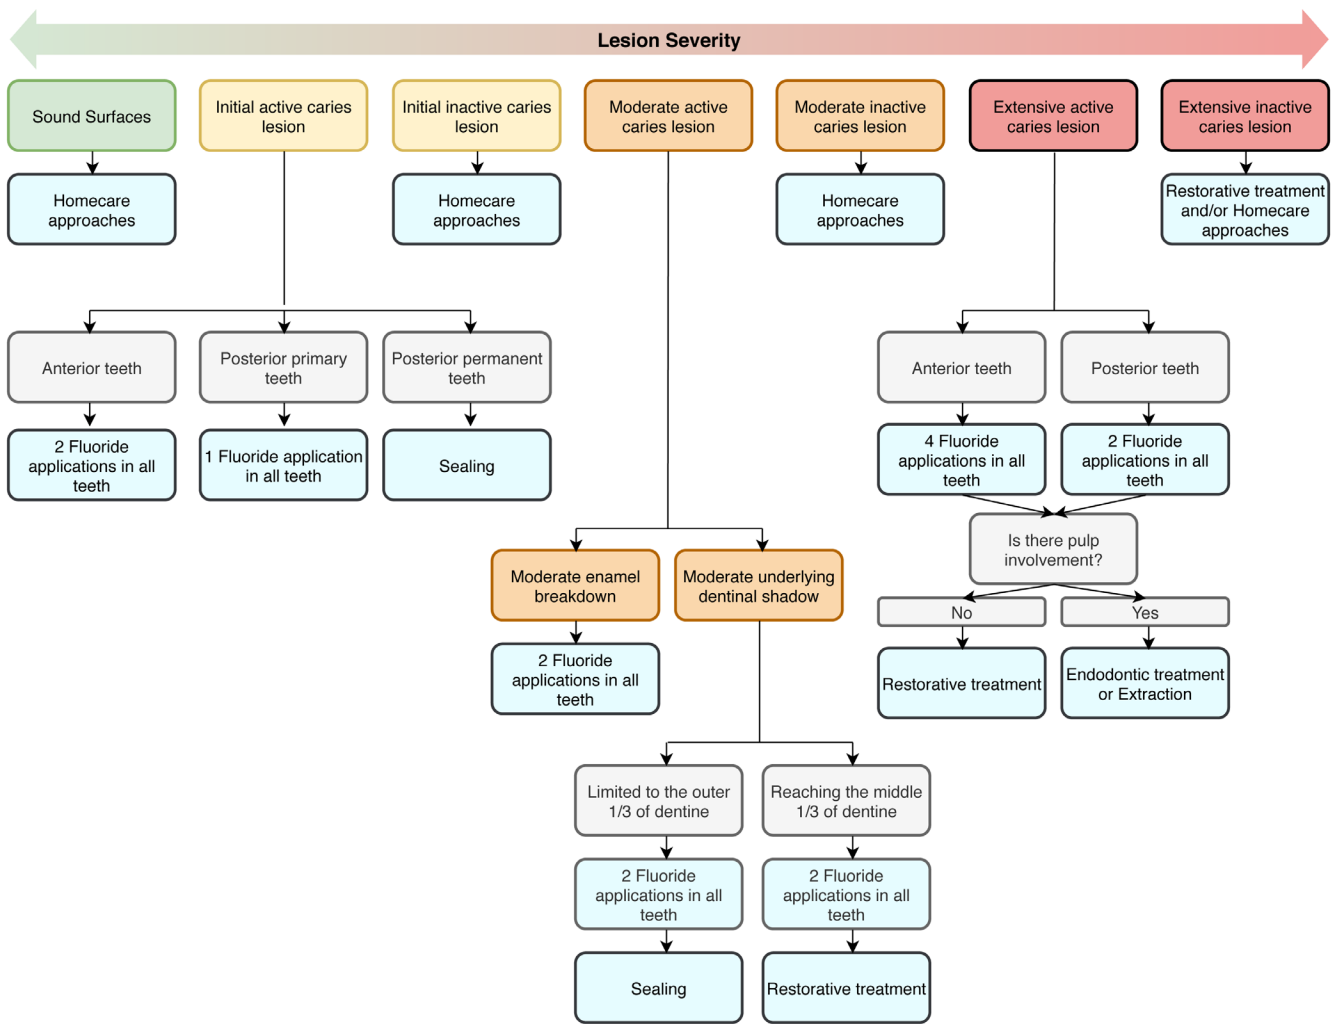 Lesion Severity
Sound Surfaces
Initial active caries
lesion
Initial inactive caries
lesion
Moderate active
caries lesion
Moderate inactive
caries lesion
Extensive active
caries lesion
Extensive inactive
caries lesion
Homecare
approaches
Homecare
approaches
Homecare
approaches
Restorative treatment
and/or Homecare
approaches
Anterior teeth
Posterior primary
teeth
Posterior permanent
teeth
Anterior teeth
Posterior teeth
2 Fluoride
applications in all
teeth
1 Fluoride application
in all teeth
Sealing
4 Fluoride
applications in all
teeth
2 Fluoride
applications in all
teeth
Is there pulp
involvement?
Moderate enamel
breakdown
Moderate underlying
dentinal shadow
No
Yes
2 Fluoride
applications in all
teeth
Restorative treatment
Endodontic treatment
or Extraction
Limited to the outer
1/3 of dentine
Reaching the middle
1/3 of dentine
2 Fluoride
applications in all
teeth
2 Fluoride
applications in all
teeth
Sealing
Restorative treatment